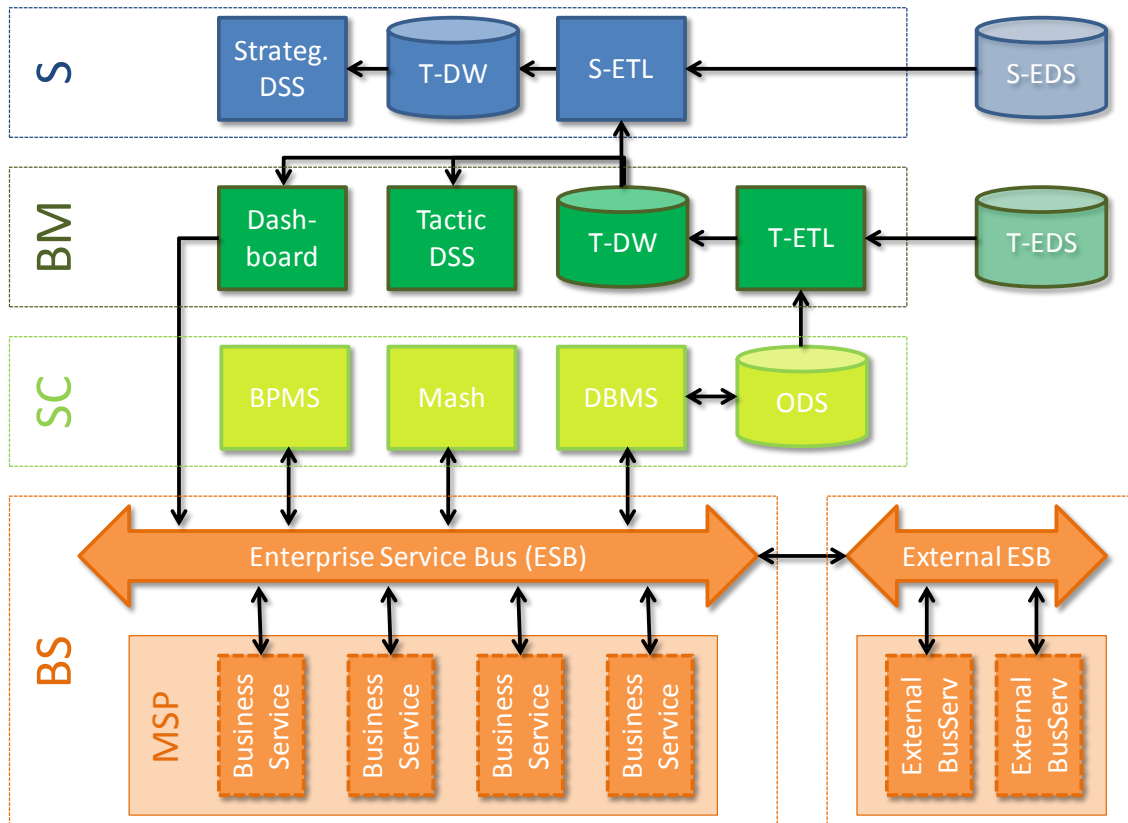 S
Strateg.
DSS
T-DW
S-ETL
S-EDS
BM
Dash-
board
Tactic
DSS
T-DW
T-ETL
T-EDS
SC
BPMS
Mash
DBMS
ODS
BS
Enterprise Service Bus (ESB)
External ESB
MSP
Business
Service
Business
Service
Business
Service
Business
Service
External
BusServ
External
BusServ